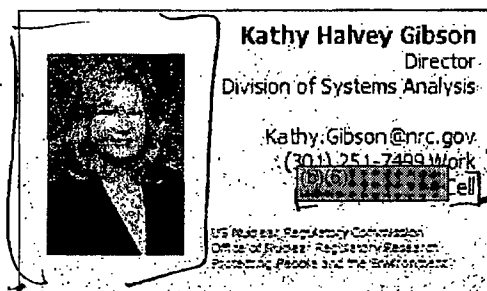 Kathy Halvey Gibson
Director
Division of Systems Analysis
Kathy.Gibson@nrc.gov
(301) 251-7499 Work
(b)(6)
Cell
US Nuclear Regulatory Commission
Office of Nuclear Regulatory Research
Protecting People and the Environment